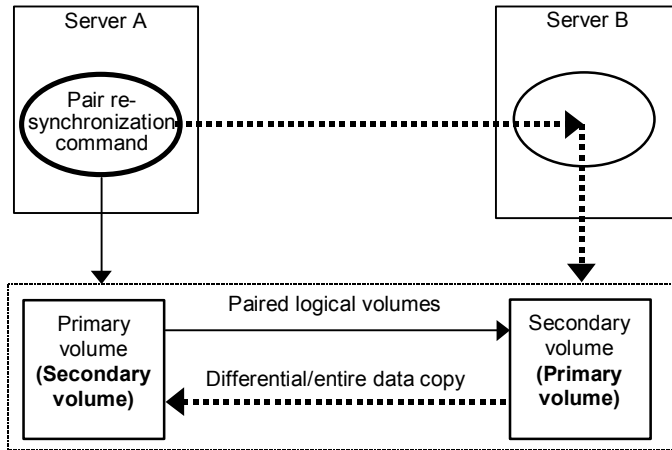 Server A
Server B
Pair re-
synchronization
command
Paired logical volumes
Primary
volume
(Secondary
volume)
Secondary
volume
(Primary
volume)
Differential/entire data copy